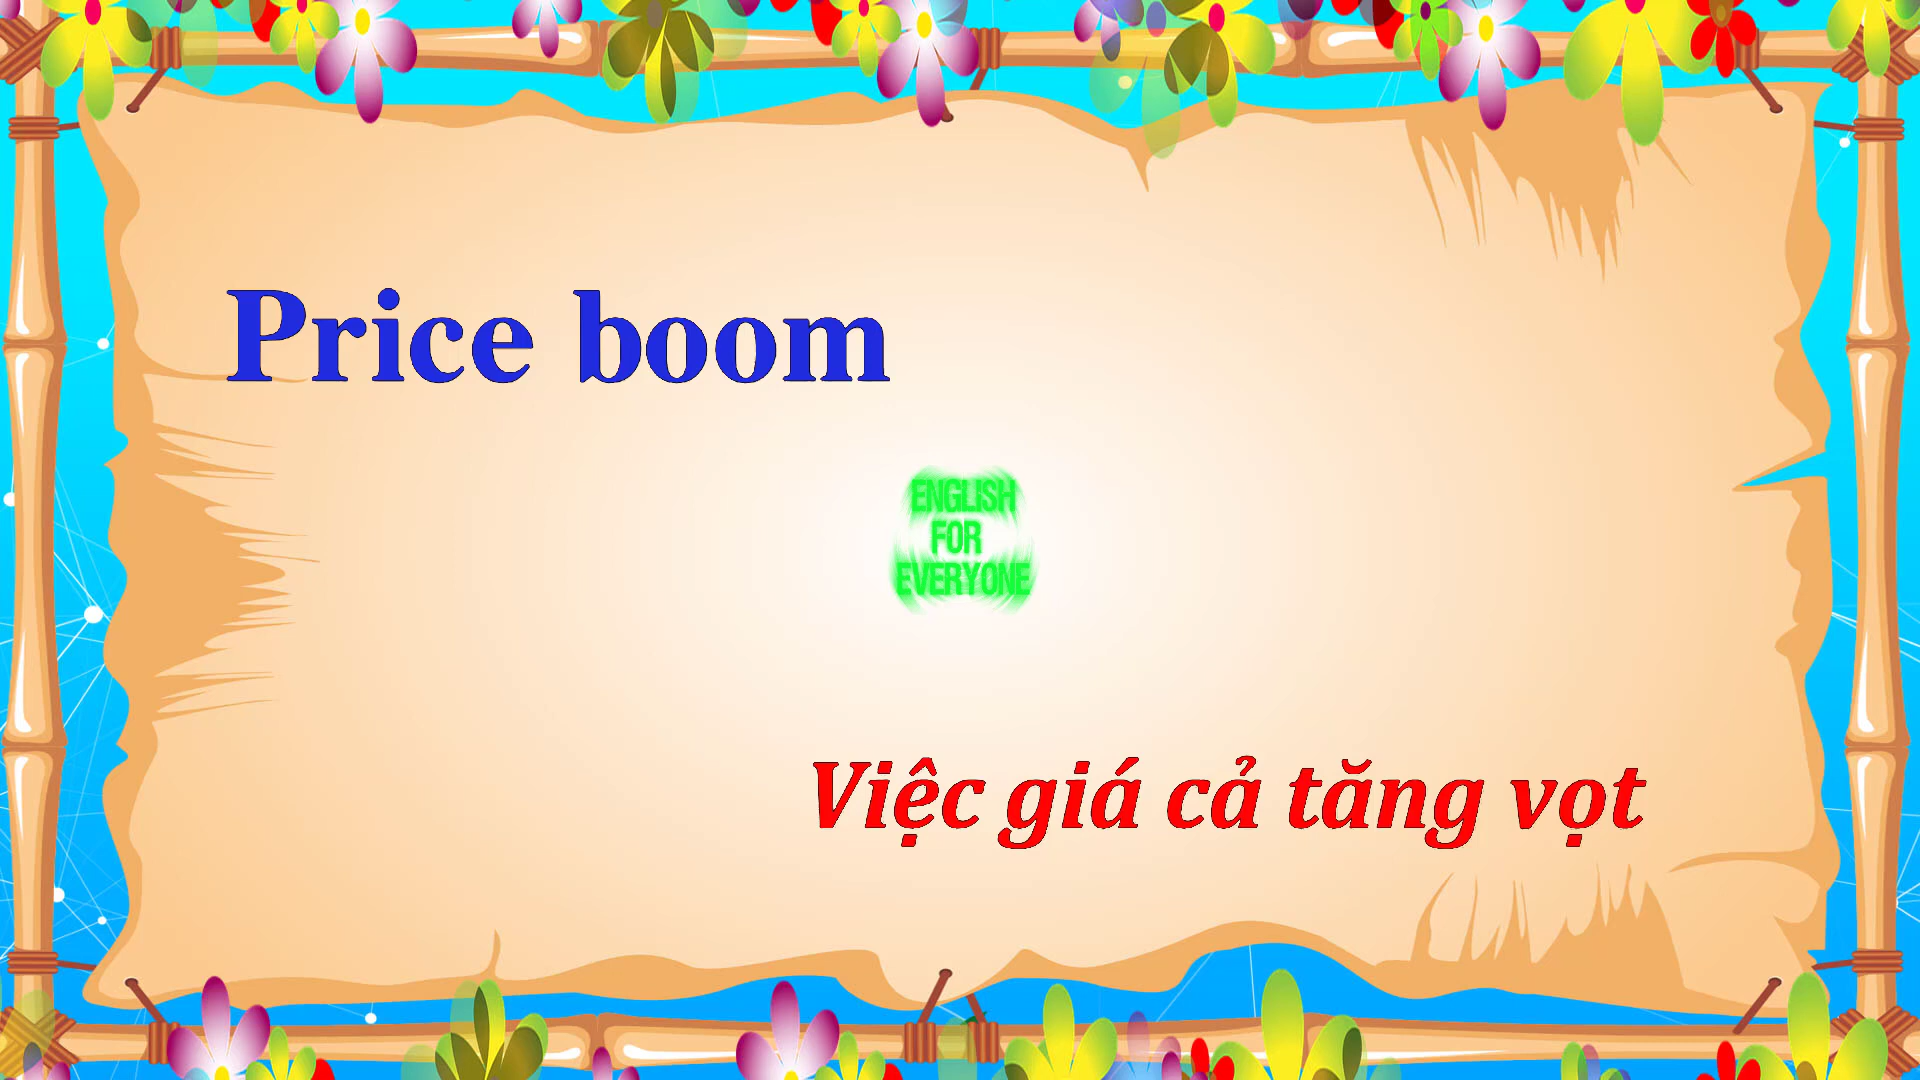 Price boom
ENGLISH
FOR
EVERYONE
Việc giá cả tăng vọt